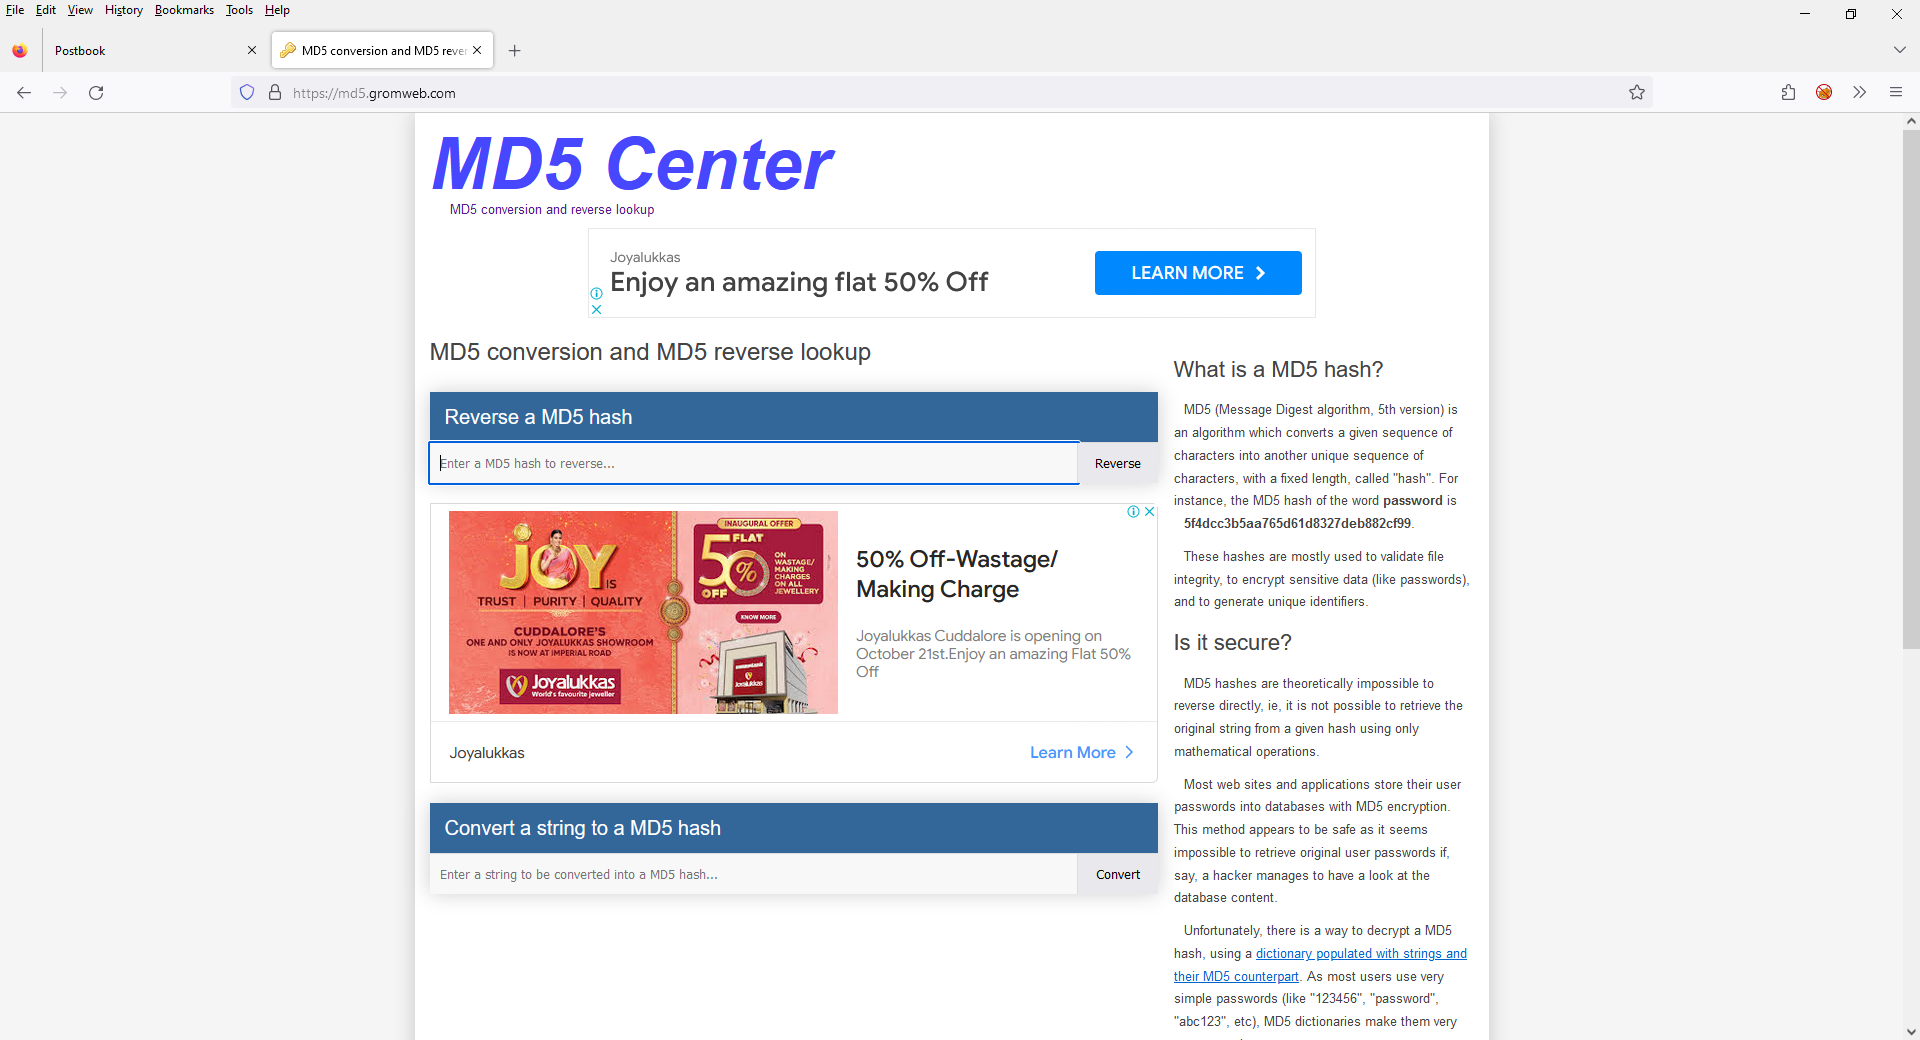 File Edit View History Bookmarks Tools Help
Postbook
MD5 conversion and MD5 rever
https://md5.gromweb.com
MD5 Center
MD5 conversion and reverse lookup
Joyalukkas
Enjoy an amazing flat 50% Off
LEARN MORE
MD5 conversion and MD5 reverse lookup
Reverse a MD5 hash
Enter a MD5 hash to reverse...
Reverse
JOY
IS
TRUST | PURITY | QUALITY
CUDDALORE'S
ONE AND ONLY JOYALUKKAS SHOWROOM
IS NOW AT IMPERIAL ROAD
Joyalukkas
World's favourite jeweller
INAUGURAL OFFER
FLAT
50%
OFF
ON
WASTAGE/
MAKING
CHARGES
ON ALL
JEWELLERY
KNOW MORE
Joyalukkas
50% Off-Wastage/
Making Charge
Joyalukkas Cuddalore is opening on
October 21st.Enjoy an amazing Flat 50%
Off
Joyalukkas
Learn More
Convert a string to a MD5 hash
Enter a string to be converted into a MD5 hash...
Convert
What is a MD5 hash?
MD5 (Message Digest algorithm, 5th version) is
an algorithm which converts a given sequence of
characters into another unique sequence of
characters, with a fixed length, called "hash". For
instance, the MD5 hash of the word password is
5f4dcc3b5aa765d61d8327deb882cf99.
These hashes are mostly used to validate file
integrity, to encrypt sensitive data (like passwords),
and to generate unique identifiers.
Is it secure?
MD5 hashes are theoretically impossible to
reverse directly, ie, it is not possible to retrieve the
original string from a given hash using only
mathematical operations.
Most web sites and applications store their user
passwords into databases with MD5 encryption.
This method appears to be safe as it seems
impossible to retrieve original user passwords if,
say, a hacker manages to have a look at the
database content.
Unfortunately, there is a way to decrypt a MD5
hash, using a dictionary populated with strings and
their MD5 counterpart. As most users use very
simple passwords (like "123456", "password",
"abc123", etc), MD5 dictionaries make them very